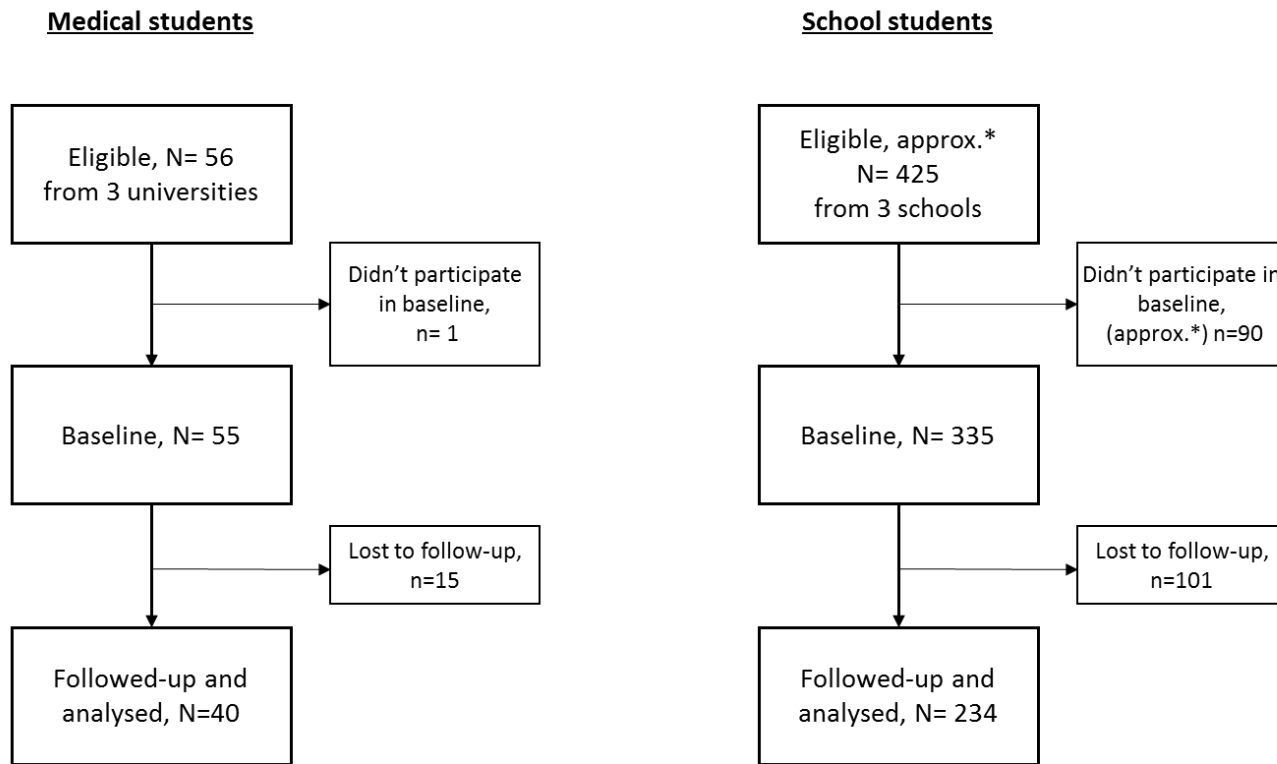 Medical students
Eligible, N= 56
from 3 universities
Didn't participate
in baseline,
n= 1
Baseline, N= 55
Lost to follow-up,
n=15
Followed-up and
analysed, N=40
School students
Eligible, approx.*
N= 425
from 3 schools
Didn't participate in
baseline,
(approx.*) n=90
Baseline, N= 335
Lost to follow-up,
n=101
Followed-up and
analysed, N= 234